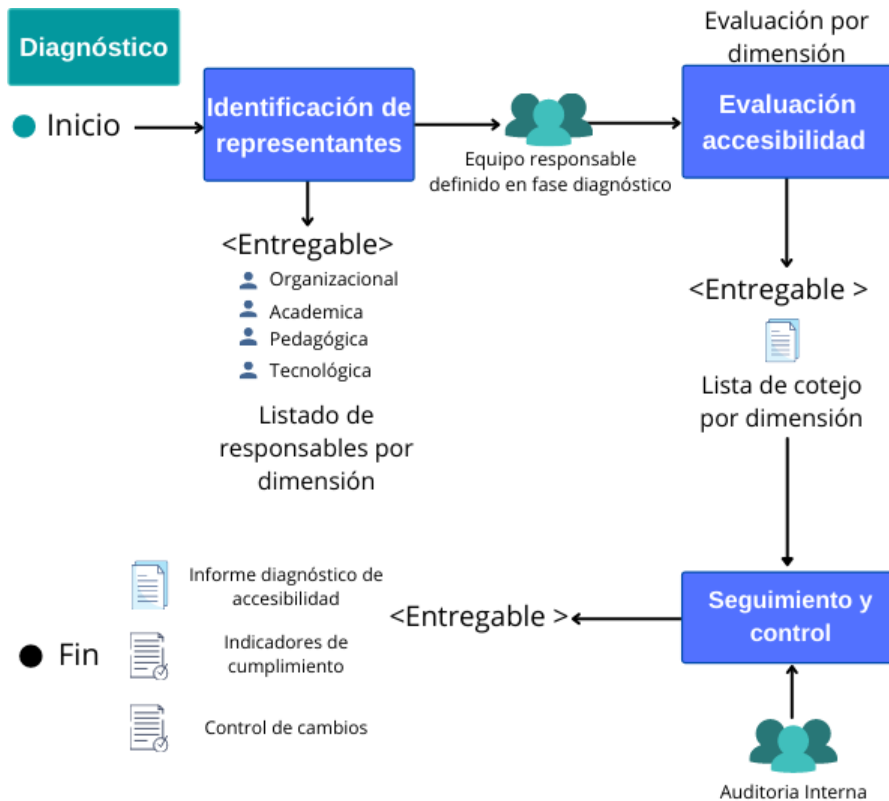 Diagnóstico
Inicio
Identificación de
representantes
Equipo responsable
definido en fase diagnóstico
Evaluación por
dimensión
Evaluación
accesibilidad
<Entregable>
Organizacional
Academica
Pedagógica
Tecnológica
Listado de
responsables por
dimensión
<Entregable >
Lista de cotejo
por dimensión
Seguimiento y
control
Auditoria Interna
<Entregable >
Informe diagnóstico de
accesibilidad
Indicadores de
cumplimiento
Control de cambios
Fin